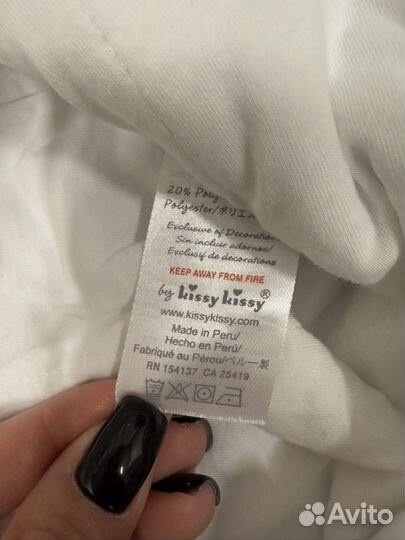 20%
Polyester/ポリエ
Exclusive of Decoration
Sin incluir adornos/
Exclusif de decorations
KEEP AWAY FROM FIRE
by kissy kissy®
www.kissykissy.com
Made in Peru/
Hecho en Perú/
Fabriqué au Pérou/ペルー製
RN 154137 CA 25419
Avito